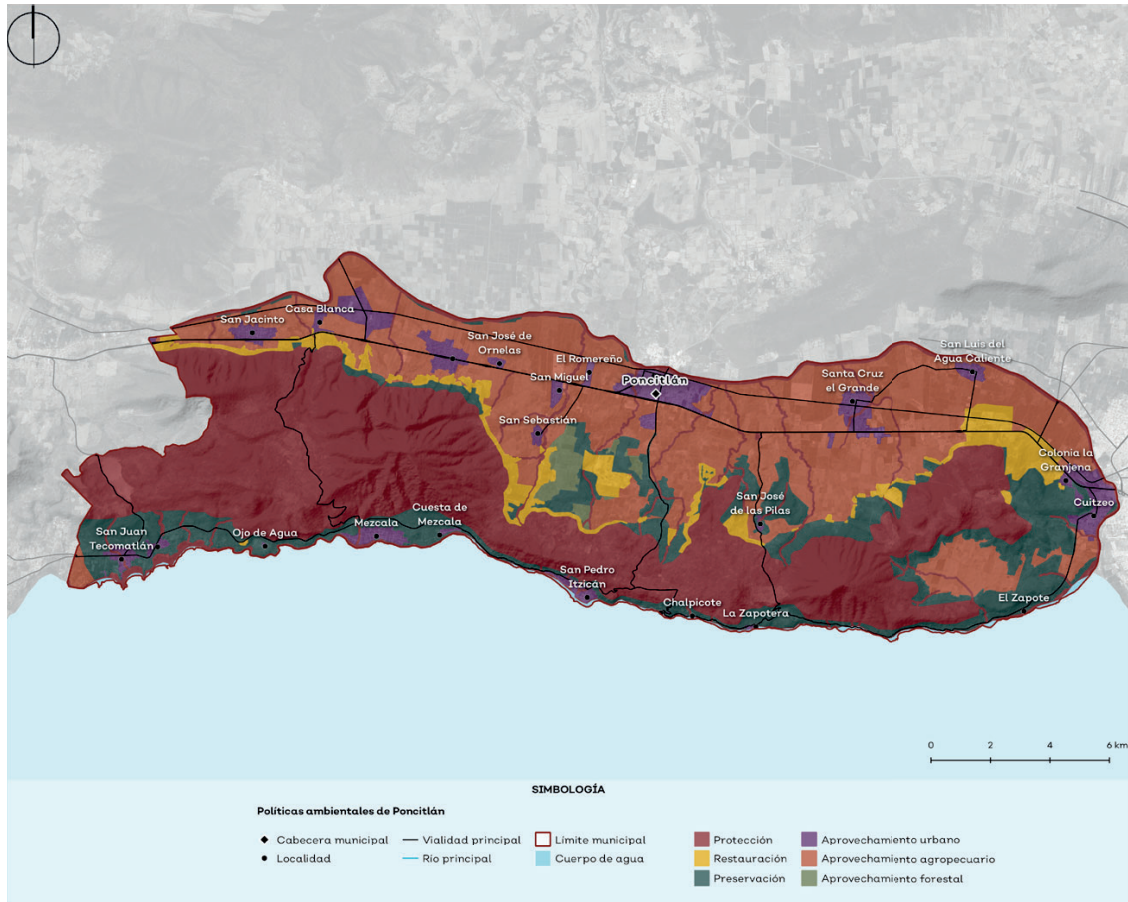 San Jacinto
Casa Blanca
San José de
Ornelas
El Romereño
San Miguel
Poncitlán
San Sebastián
Santa Cruz
el Grande
San Luis del
Agua Caliente
Colonia la
Granjena
Cuitzeo
San José
de las Pilas
San Juan
Tecomatlán
Ojo de Agua
Mezcala
Cuesta de
Mezcala
San Pedro
Itzicán
Chalpicote
La Zapotera
El Zapote
0 2 4 6 km
SIMBOLOGÍA
Políticas ambientales de Poncitlán
Cabecera municipal
Localidad
Vialidad principal
Río principal
Límite municipal
Cuerpo de agua
Protección
Restauración
Preservación
Aprovechamiento urbano
Aprovechamiento agropecuario
Aprovechamiento forestal